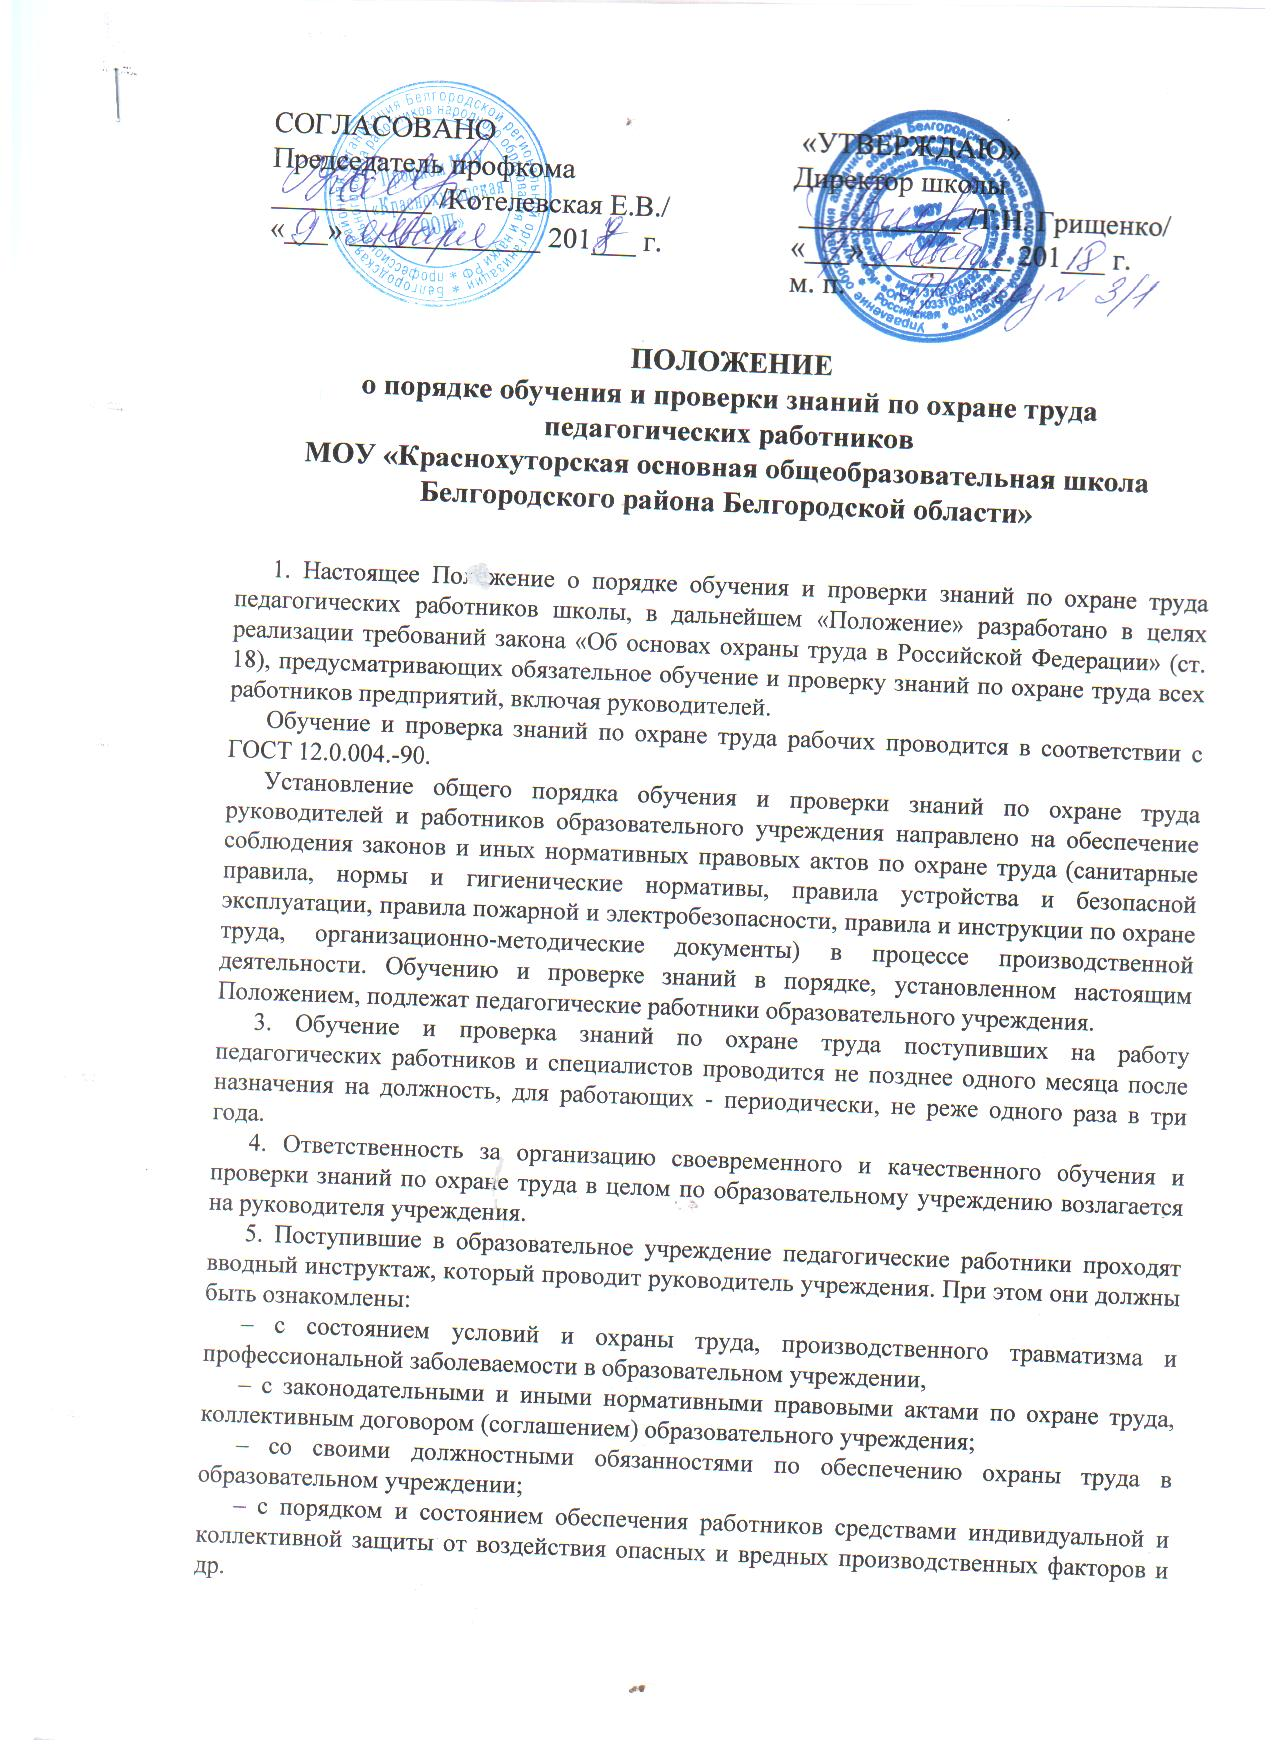 СОГЛАСОВАНО
Председатель профкома
____________ /Котелевская Е.В./
« 9 » января 2018 г.
«УТВЕРЖДАЮ»
Директор школы
____________ /Т.Н. Грищенко/
« » января 2018 г.
м. п. 3/1
ПОЛОЖЕНИЕ
о порядке обучения и проверки знаний по охране труда
педагогических работников
МОУ «Краснохуторская основная общеобразовательная школа
Белгородского района Белгородской области»
1. Настоящее Положение о порядке обучения и проверки знаний по охране труда
педагогических работников школы, в дальнейшем «Положение» разработано в целях
реализации требований закона «Об основах охраны труда в Российской Федерации» (ст.
18), предусматривающих обязательное обучение и проверку знаний по охране труда всех
работников предприятий, включая руководителей.
Обучение и проверка знаний по охране труда рабочих проводится в соответствии с
ГОСТ 12.0.004.-90.
Установление общего порядка обучения и проверки знаний по охране труда
руководителей и работников образовательного учреждения направлено на обеспечение
соблюдения законов и иных нормативных правовых актов по охране труда (санитарные
правила, нормы и гигиенические нормативы, правила устройства и безопасной
эксплуатации, правила пожарной и электробезопасности, правила и инструкции по охране
труда, организационно-методические документы) в процессе производственной
деятельности. Обучению и проверке знаний в порядке, установленном настоящим
Положением, подлежат педагогические работники образовательного учреждения.
3. Обучение и проверка знаний по охране труда поступивших на работу
педагогических работников и специалистов проводится не позднее одного месяца после
назначения на должность, для работающих - периодически, не реже одного раза в три
года.
4. Ответственность за организацию своевременного и качественного обучения и
проверки знаний по охране труда в целом по образовательному учреждению возлагается
на руководителя учреждения.
5. Поступившие в образовательное учреждение педагогические работники проходят
вводный инструктаж, который проводит руководитель учреждения. При этом они должны
быть ознакомлены:
– с состоянием условий и охраны труда, производственного травматизма и
профессиональной заболеваемости в образовательном учреждении,
– с законодательными и иными нормативными правовыми актами по охране труда,
коллективным договором (соглашением) образовательного учреждения;
– со своими должностными обязанностями по обеспечению охраны труда в
образовательном учреждении;
– с порядком и состоянием обеспечения работников средствами индивидуальной и
коллективной защиты от воздействия опасных и вредных производственных факторов и
др.